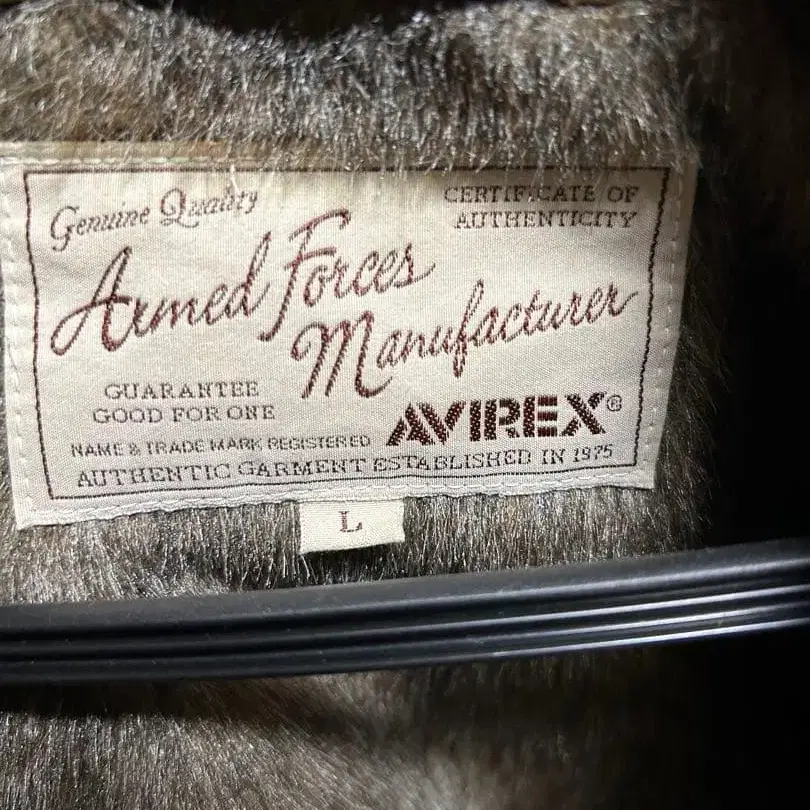 Genuine Quality
CERTIFICATE OF
AUTHENTICITY
Armed Forces
Manufacturer
GUARANTEE
GOOD FOR ONE
AVIREX®
NAME & TRADE MARK REGISTERED
AUTHENTIC GARMENT ESTABLISHED IN 1975
L